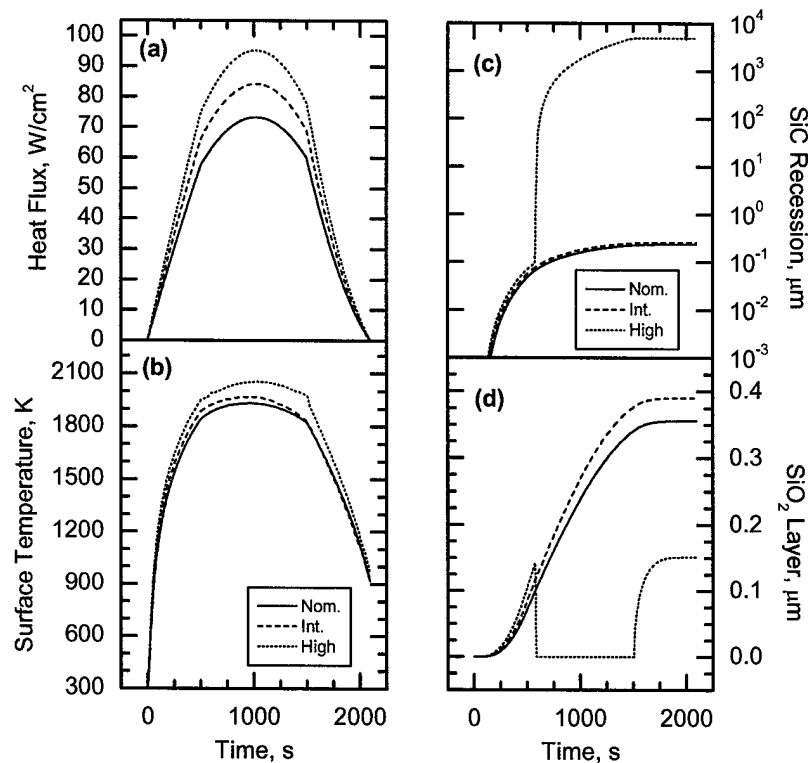 (a)
Heat Flux, W/cm²
100
90
80
70
60
50
40
30
20
10
0
(b)
Surface Temperature, K
2100
1800
1500
1200
900
600
300
Nom.
Int.
High
0 1000 2000
Time, s
(c)
SiC Recession, μm
10⁴
10³
10²
10¹
10⁰
10⁻¹
10⁻²
10⁻³
Nom.
Int.
High
(d)
SiO₂ Layer, μm
0.4
0.3
0.2
0.1
0.0
0 1000 2000
Time, s